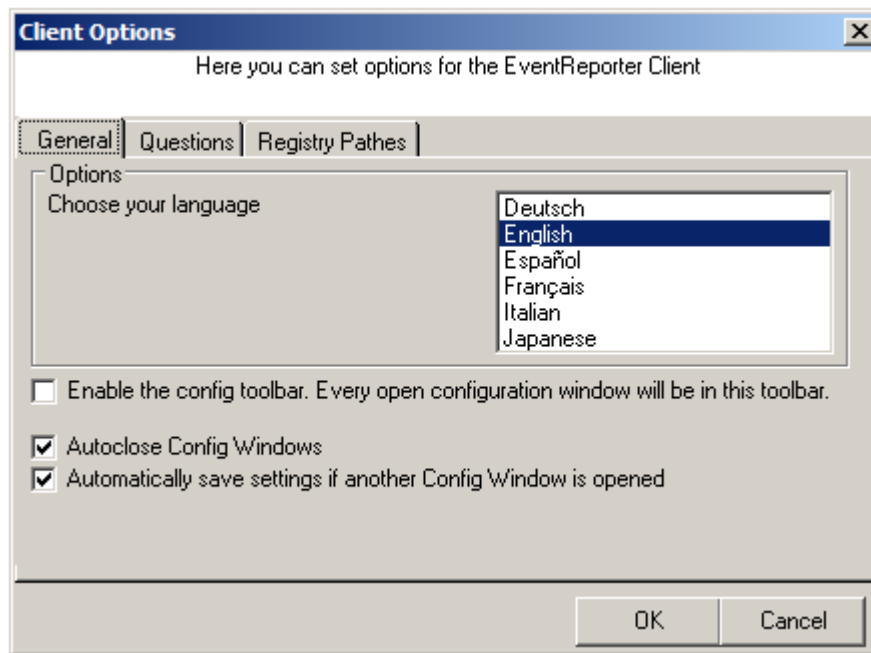 Client Options
Here you can set options for the EventReporter Client
General
Questions
Registry Pathes
Options
Choose your language
Deutsch
English
Español
Français
Italian
Japanese
Enable the config toolbar. Every open configuration window will be in this toolbar.
Autoclose Config Windows
Automatically save settings if another Config Window is opened
OK
Cancel